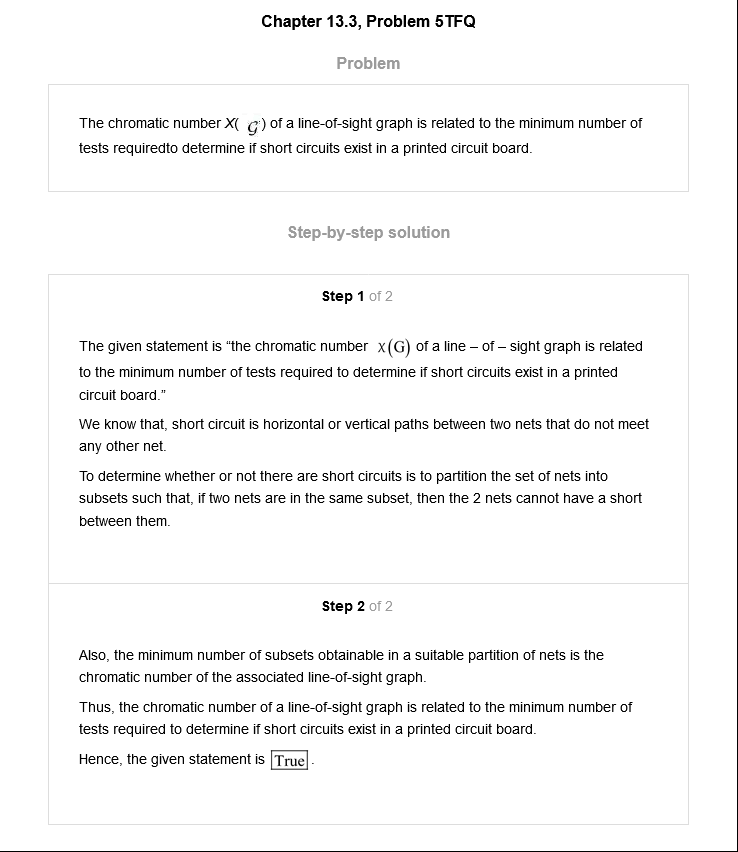 Chapter 13.3, Problem 5TFQ
Problem
The chromatic number X( G ) of a line-of-sight graph is related to the minimum number of
tests requiredto determine if short circuits exist in a printed circuit board.
Step-by-step solution
Step 1 of 2
The given statement is “the chromatic number x(G) of a line – of – sight graph is related
to the minimum number of tests required to determine if short circuits exist in a printed
circuit board.”
We know that, short circuit is horizontal or vertical paths between two nets that do not meet
any other net.
To determine whether or not there are short circuits is to partition the set of nets into
subsets such that, if two nets are in the same subset, then the 2 nets cannot have a short
between them.
Step 2 of 2
Also, the minimum number of subsets obtainable in a suitable partition of nets is the
chromatic number of the associated line-of-sight graph.
Thus, the chromatic number of a line-of-sight graph is related to the minimum number of
tests required to determine if short circuits exist in a printed circuit board.
Hence, the given statement is True .